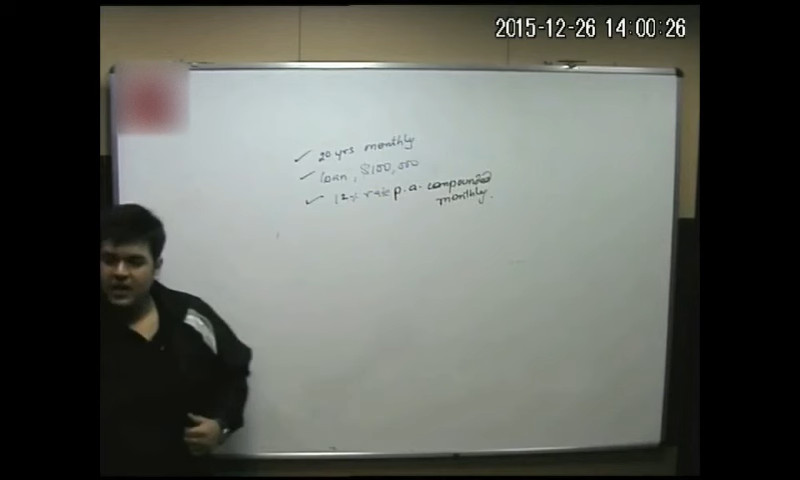 2015-12-26 14:00:26
✓ 20 yrs monthly
✓ loan, $100,000
✓ 12% rate p.a. compounded
monthly.